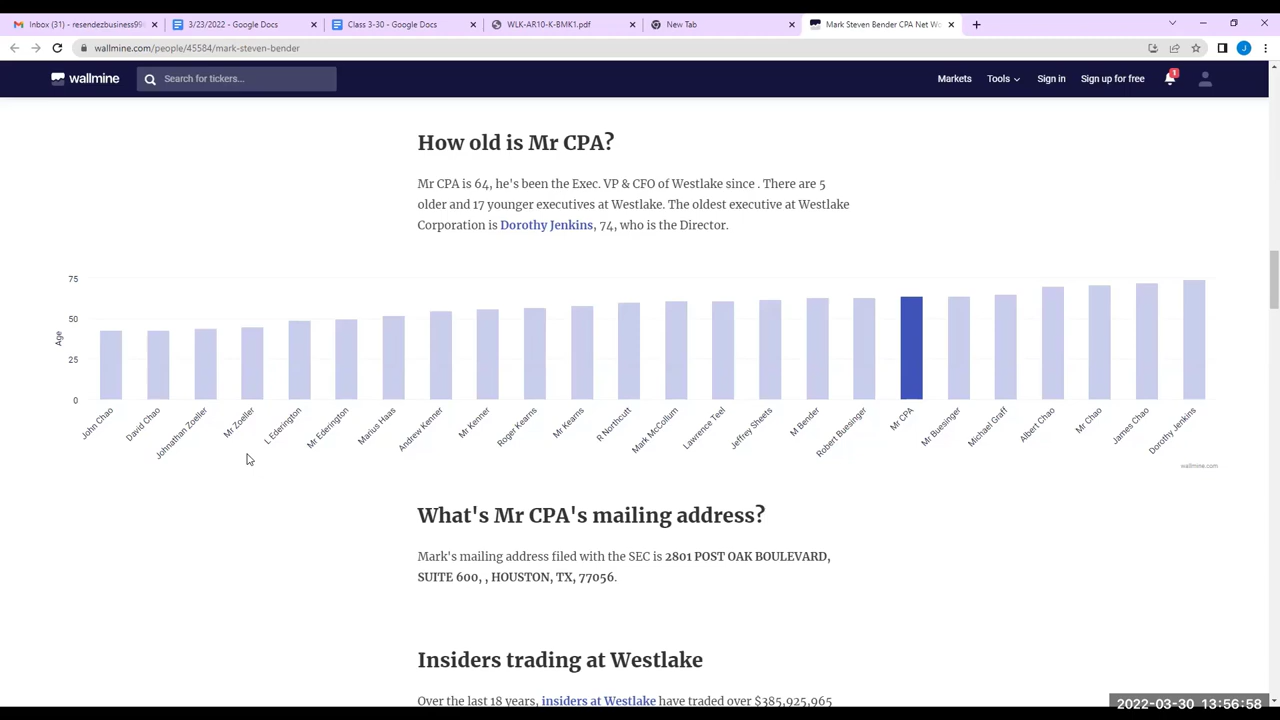 Inbox (31) - resendezbusiness99
3/23/2022 - Google Docs
Class 3-30 - Google Docs
WLK-AR10-K-BMK1.pdf
New Tab
Mark Steven Bender CPA Net Wo
wallmine.com/people/45584/mark-steven-bender
J
wallmine
Search for tickers...
Markets
Tools
Sign in
Sign up for free
1
How old is Mr CPA?
Mr CPA is 64, he's been the Exec. VP & CFO of Westlake since . There are 5
older and 17 younger executives at Westlake. The oldest executive at Westlake
Corporation is Dorothy Jenkins, 74, who is the Director.
75
50
25
0
Age
John Chao
David Chao
Johnathan Zoeller
Mr Zoeller
L Ederington
Mr Ederington
Marius Haas
Andrew Kenner
Mr Kenner
Roger Kearns
Mr Kearns
R Northcutt
Mark McCollum
Lawrence Teel
Jeffrey Sheets
M Bender
Robert Buesinger
Mr CPA
Mr Buesinger
Michael Graff
Albert Chao
Mr Chao
James Chao
Dorothy Jenkins
wallmine.com
What's Mr CPA's mailing address?
Mark's mailing address filed with the SEC is 2801 POST OAK BOULEVARD,
SUITE 600, , HOUSTON, TX, 77056.
Insiders trading at Westlake
Over the last 18 years, insiders at Westlake have traded over $385,925,965
2022-03-30 13:56:58